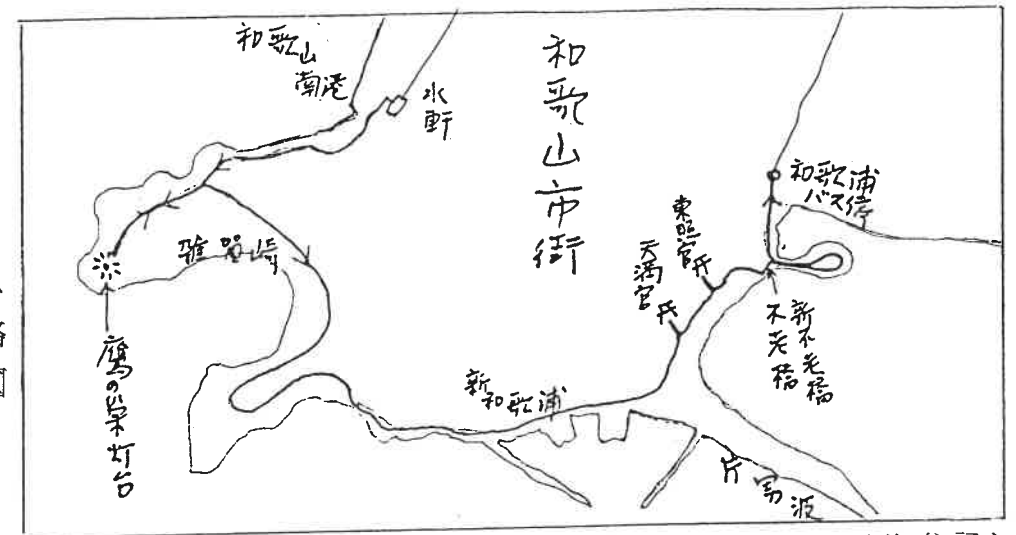 和歌山
南港
水軒
和歌山市街
和歌浦
バス停
東照宮
天満宮
雑賀崎
新不老橋
不老橋
鷹の巣灯台
新和歌浦
片男波